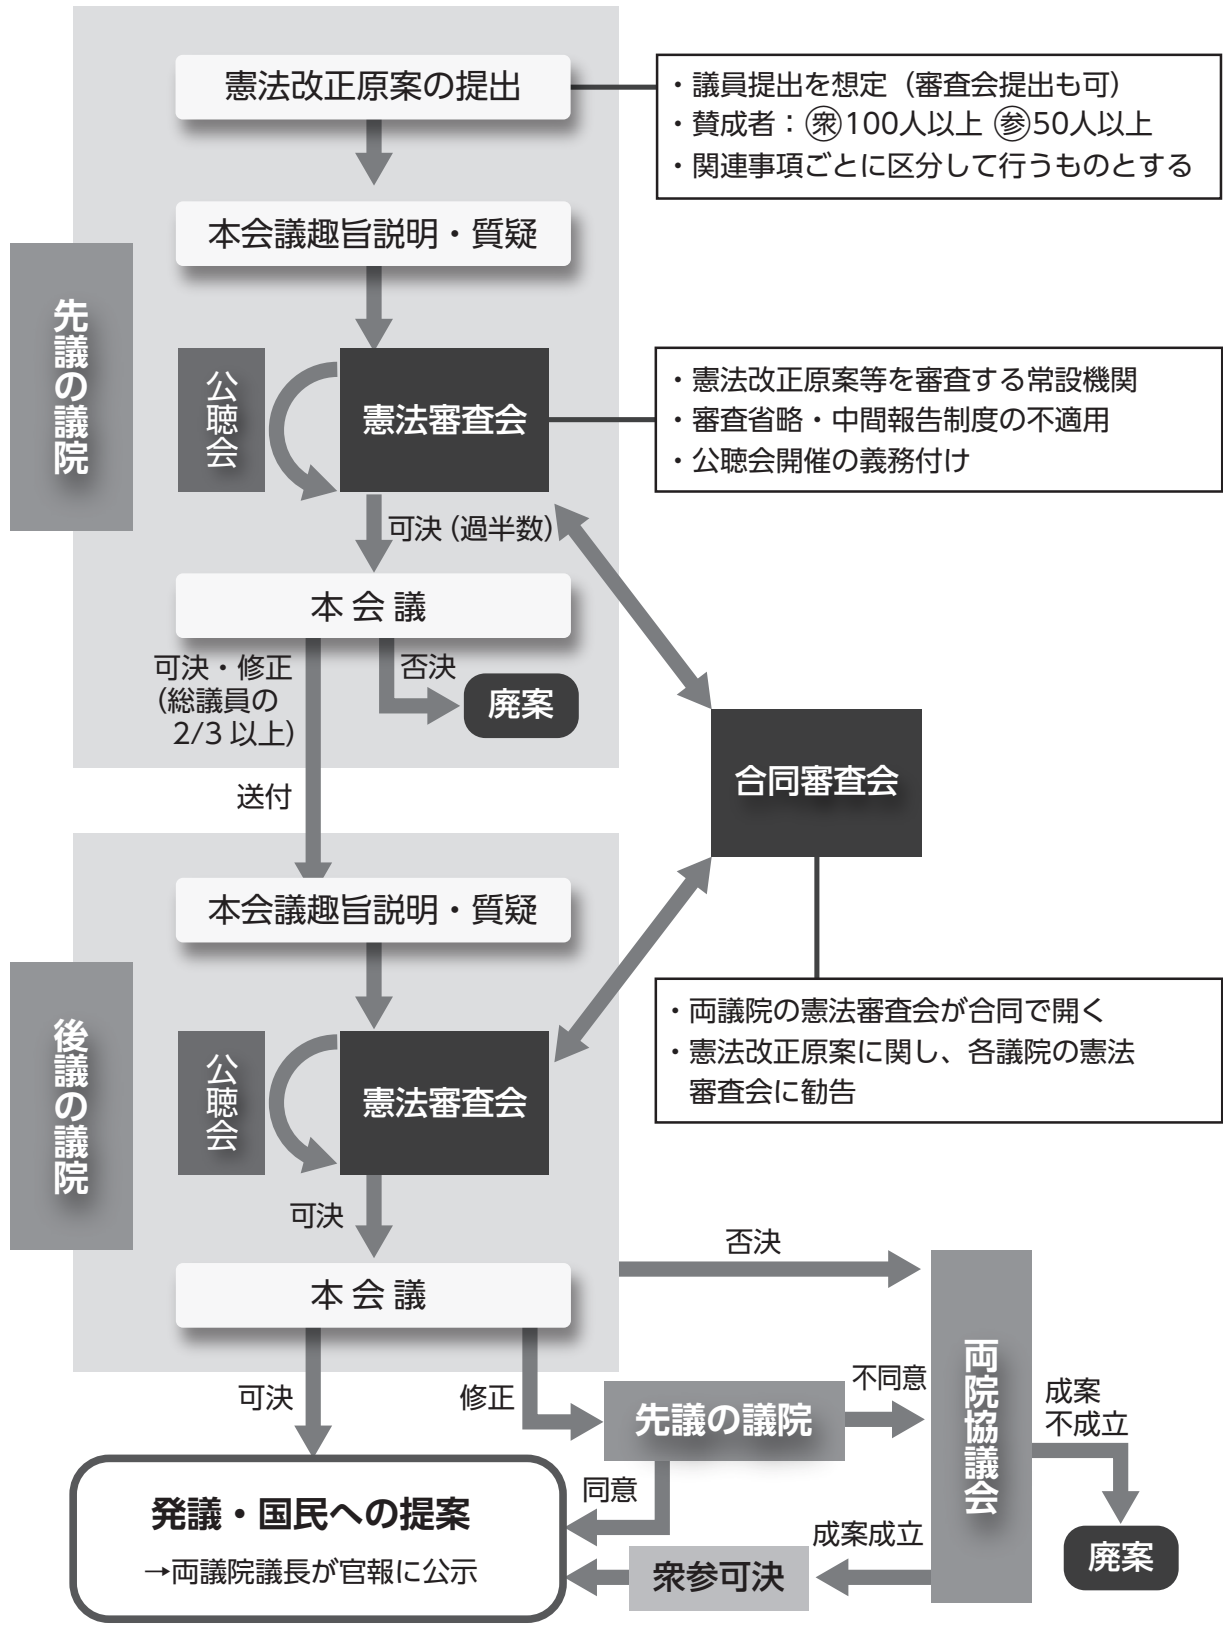 憲法改正原案の提出
・議員提出を想定（審査会提出も可）
・賛成者：㊗100人以上 ㊗50人以上
・関連事項ごとに区分して行うものとする
本会議趣旨説明・質疑
先議の議院
公聴会
憲法審査会
・憲法改正原案等を審査する常設機関
・審査省略・中間報告制度の不適用
・公聴会開催の義務付け
可決（過半数）
本会議
可決・修正
（総議員の
2/3以上）
否決
廃案
送付
合同審査会
本会議趣旨説明・質疑
・両議院の憲法審査会が合同で開く
・憲法改正原案に関し、各議院の憲法
審査会に勧告
後議の議院
公聴会
憲法審査会
可決
本会議
否決
可決
修正
先議の議院
不同意
両院協議会
成案
不成立
廃案
同意
成案成立
衆参可決
発議・国民への提案
→両議院議長が官報に公示